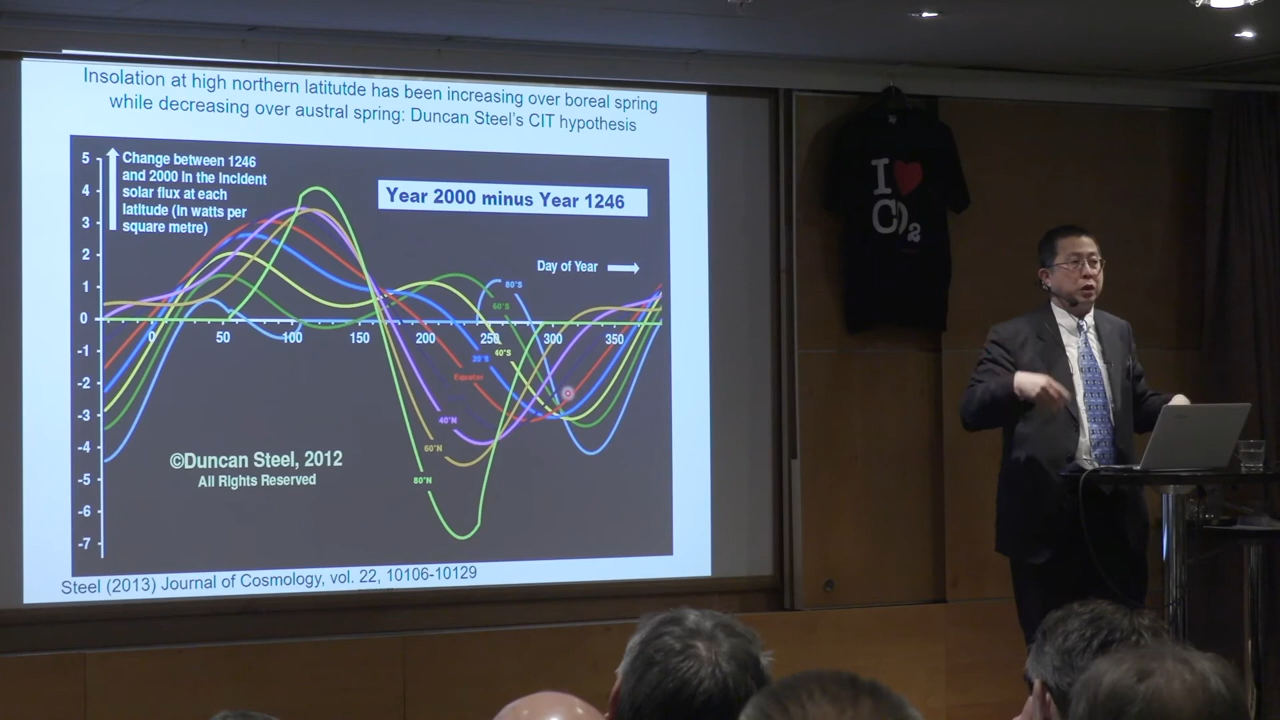 Insolation at high northern latitutde has been increasing over boreal spring
while decreasing over austral spring: Duncan Steel's CIT hypothesis
5
4
3
2
1
0
-1
-2
-3
-4
-5
-6
-7
Change between 1246
and 2000 in the incident
solar flux at each
latitude (in watts per
square metre)
Year 2000 minus Year 1246
Day of Year
0 50 100 150 200 250 300 350
80°S
60°S
40°S
20°S
Equator
40°N
60°N
80°N
©Duncan Steel, 2012
All Rights Reserved
Steel (2013) Journal of Cosmology, vol. 22, 10106-10129
I ❤
CO2